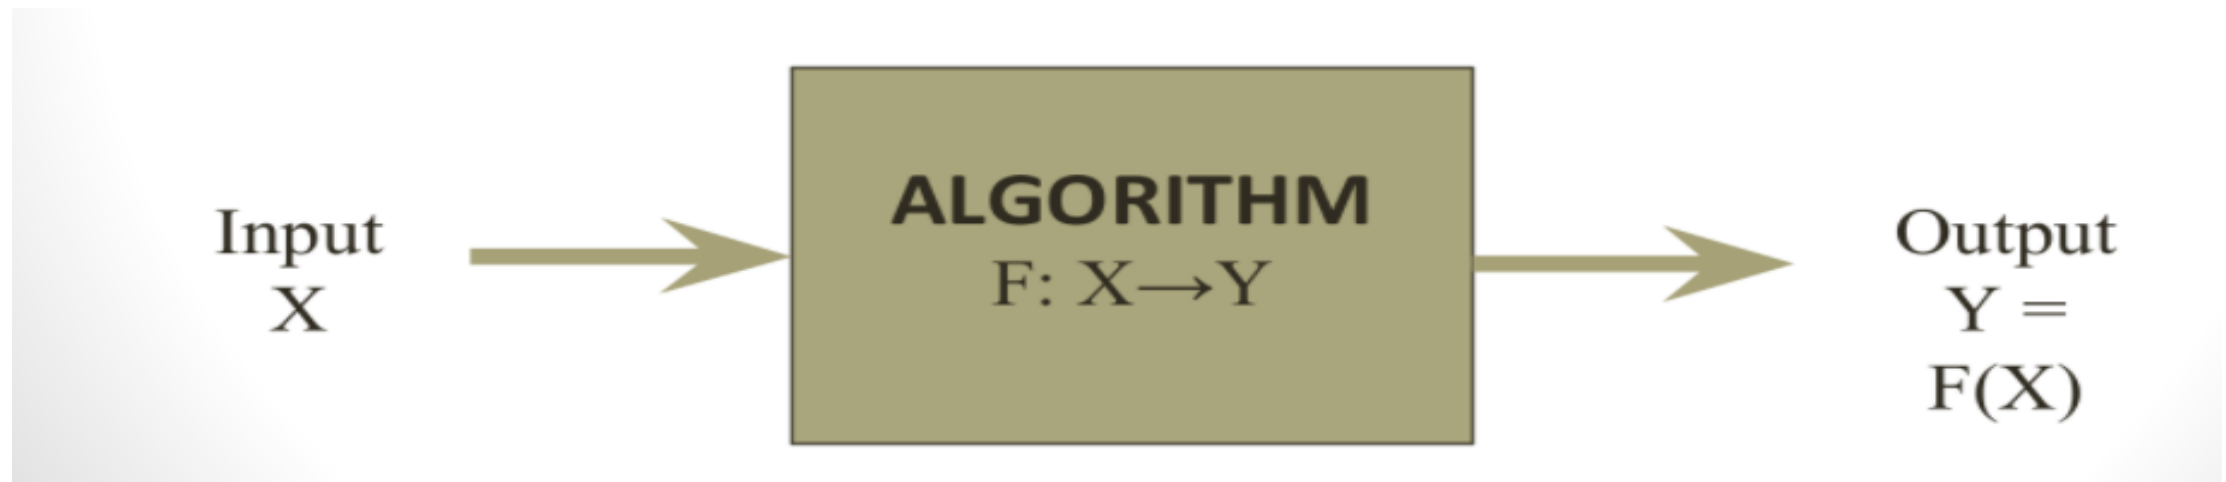 Input
X
ALGORITHM
F: X→Y
Output
Y =
F(X)